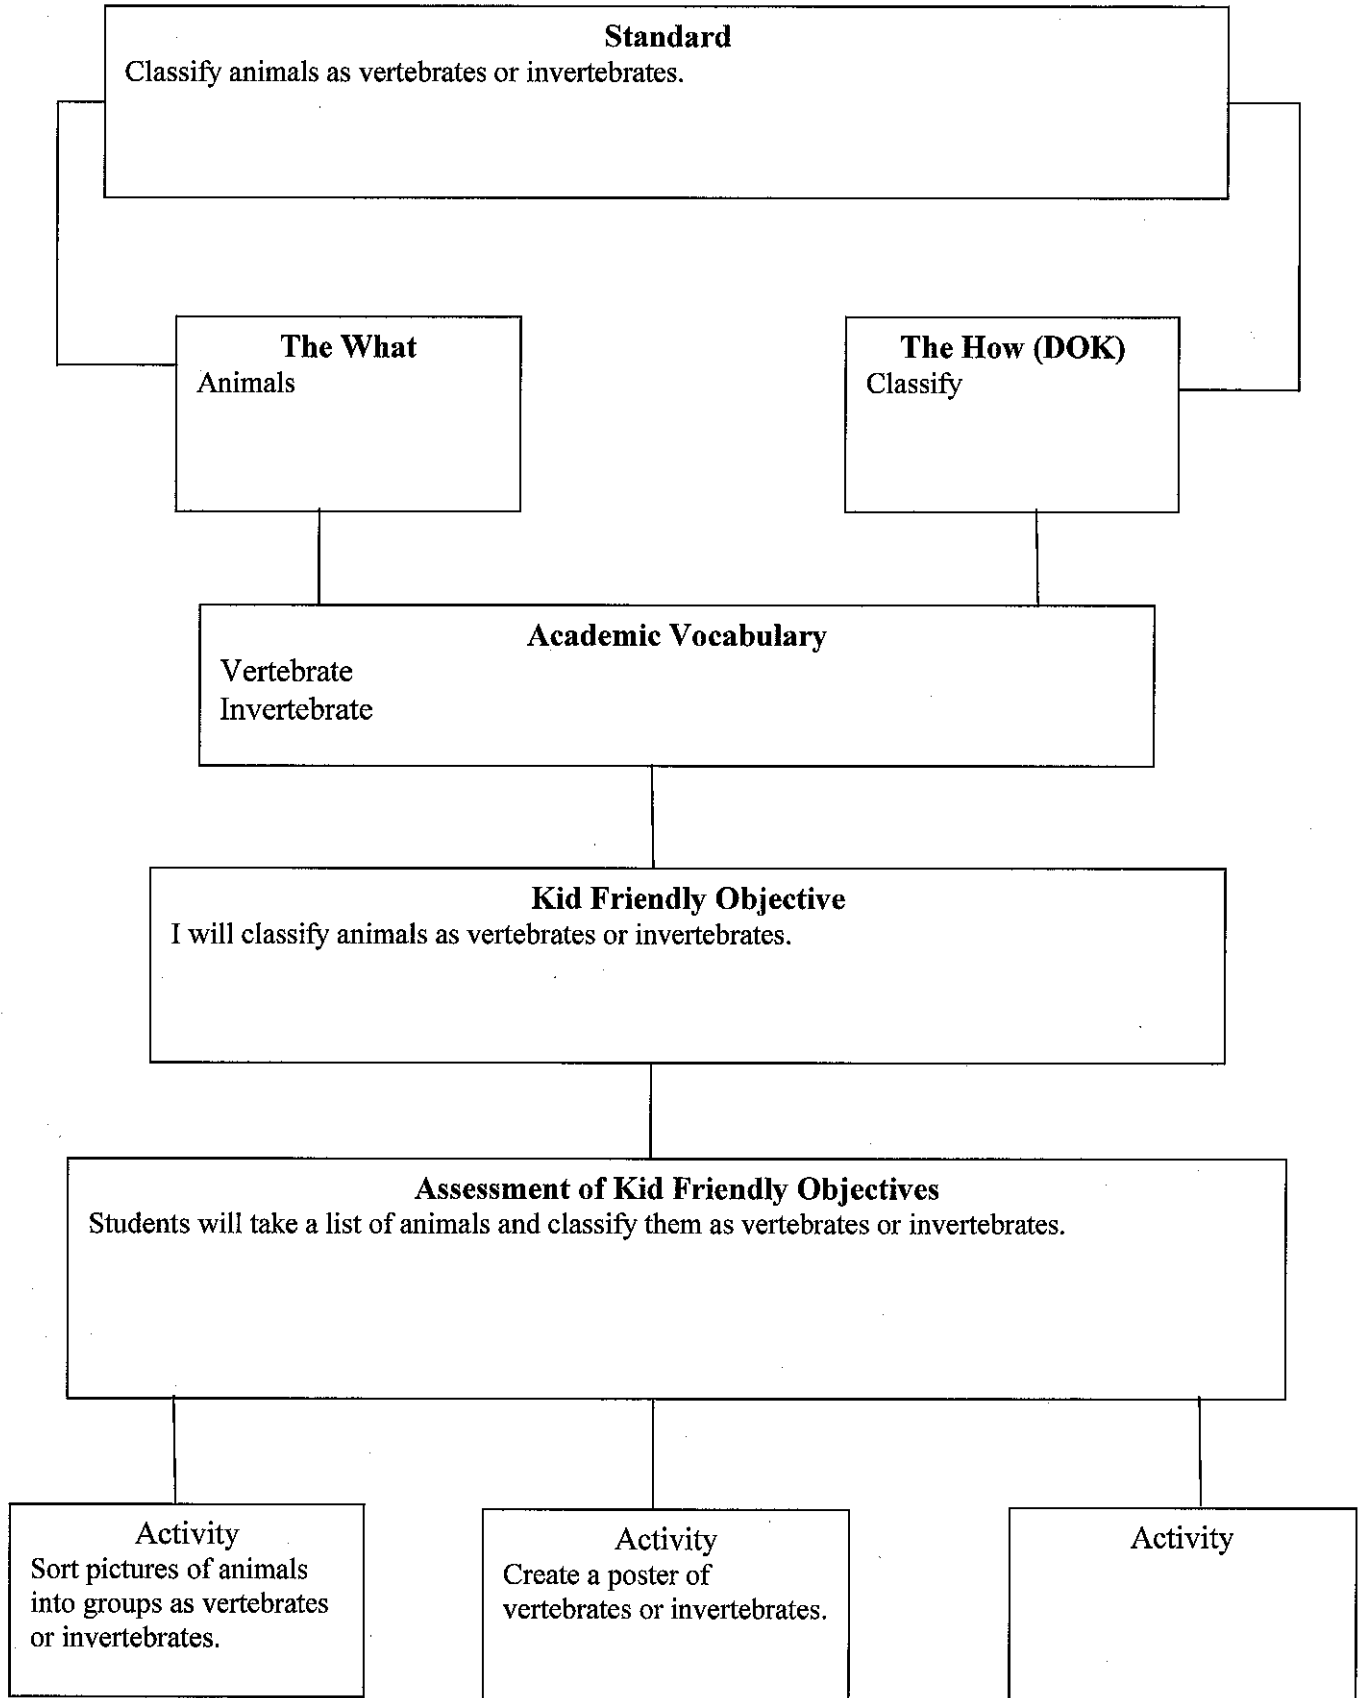 Standard
Classify animals as vertebrates or invertebrates.
The What
Animals
The How (DOK)
Classify
Academic Vocabulary
Vertebrate
Invertebrate
Kid Friendly Objective
I will classify animals as vertebrates or invertebrates.
Assessment of Kid Friendly Objectives
Students will take a list of animals and classify them as vertebrates or invertebrates.
Activity
Sort pictures of animals
into groups as vertebrates
or invertebrates.
Activity
Create a poster of
vertebrates or invertebrates.
Activity